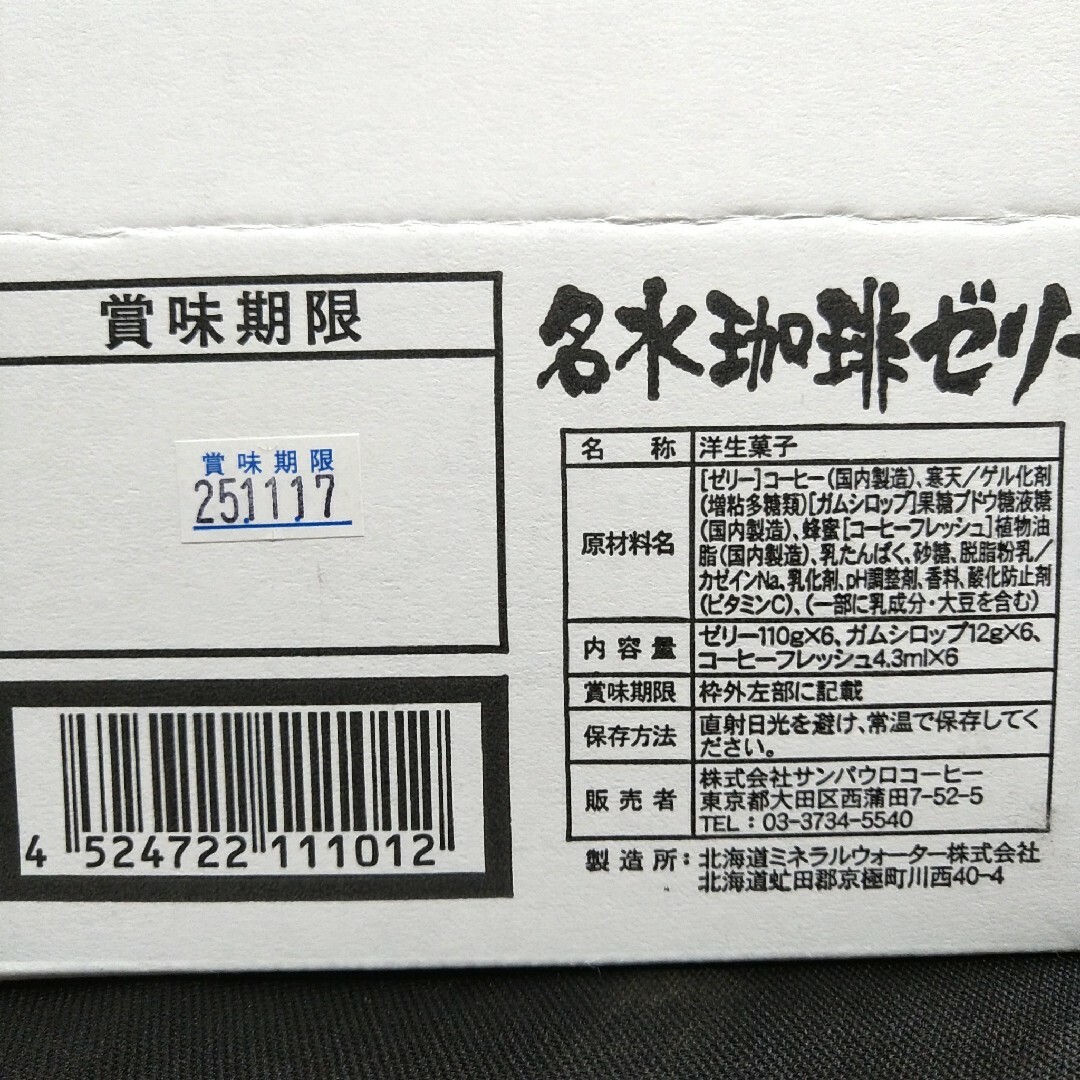 賞味期限
賞味期限
251117
4 524722 111012
名水珈琲ゼリー
名称 洋生菓子
原材料名
[ゼリー]コーヒー(国内製造)、寒天/ゲル化剤
(増粘多糖類)[ガムシロップ]果糖ブドウ糖液糖
(国内製造)、蜂蜜[コーヒーフレッシュ]植物油
脂(国内製造)、乳たんぱく、砂糖、脱脂粉乳/
カゼインNa、乳化剤、pH調整剤、香料、酸化防止剤
(ビタミンC)、(一部に乳成分・大豆を含む)
内容量
ゼリー110g×6、ガムシロップ12g×6、
コーヒーフレッシュ4.3ml×6
賞味期限 枠外左部に記載
保存方法
直射日光を避け、常温で保存してく
ださい。
販売者
株式会社サンパウロコーヒー
東京都大田区西蒲田7-52-5
TEL:03-3734-5540
製造所:北海道ミネラルウォーター株式会社
北海道虻田郡京極町川西40-4